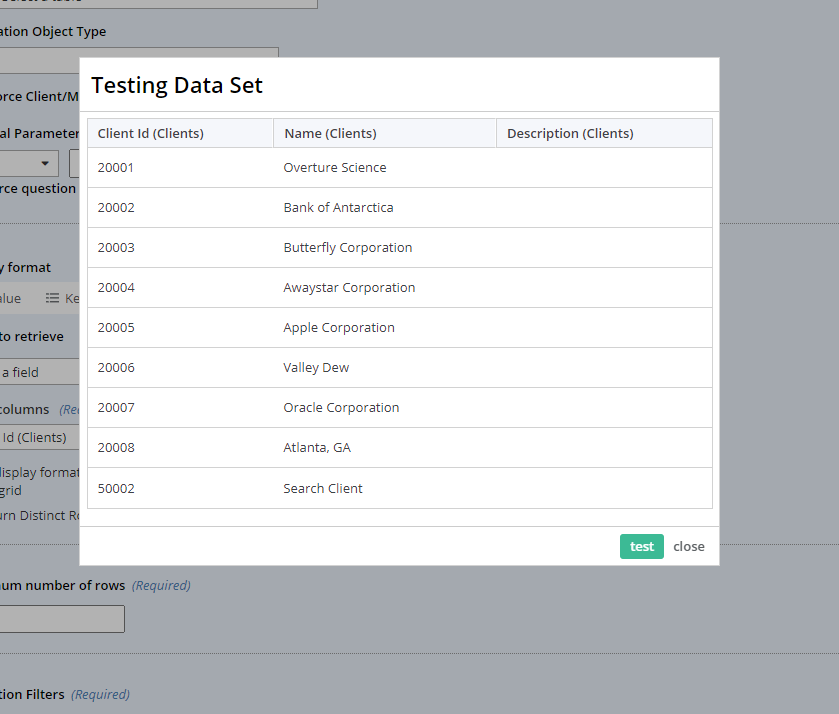 ation Object Type
orce Client/M
al Parameter
rce question
y format
alue Ke
to retrieve
a field
columns (Rec
Id (Clients)
display format
grid
urn Distinct Ro
Testing Data Set
Client Id (Clients) Name (Clients) Description (Clients)
20001 Overture Science
20002 Bank of Antarctica
20003 Butterfly Corporation
20004 Awaystar Corporation
20005 Apple Corporation
20006 Valley Dew
20007 Oracle Corporation
20008 Atlanta, GA
50002 Search Client
test close
um number of rows (Required)
tion Filters (Required)